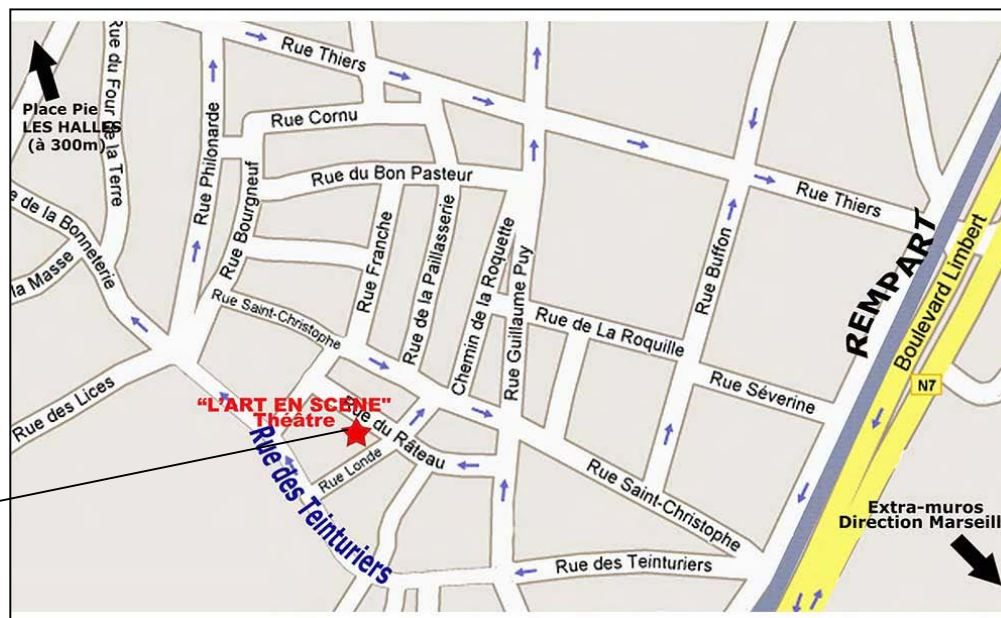 Rue du Four de la Terre
Rue Thiers
Place Pie
LES HALLES
(à 300m)
Rue Cornu
Rue Philonarde
Rue du Bon Pasteur
Rue Thiers
e de la Bonneterie
Rue Bourgneuf
la Masse
Rue Franche
Rue de la Paillasserie
Chemin de la Roquette
Rue Guillaume Puy
Rue Buffon
REMPART
Boulevard Limbert
Rue Saint-Christophe
Rue de La Roquille
N7
Rue Séverine
Rue des Lices
“L'ART EN SCENE"
Théâtre
Rue du Râteau
Rue Londe
Rue des Teinturiers
Rue Saint-Christophe
Extra-muros
Direction Marseill
Rue des Teinturiers